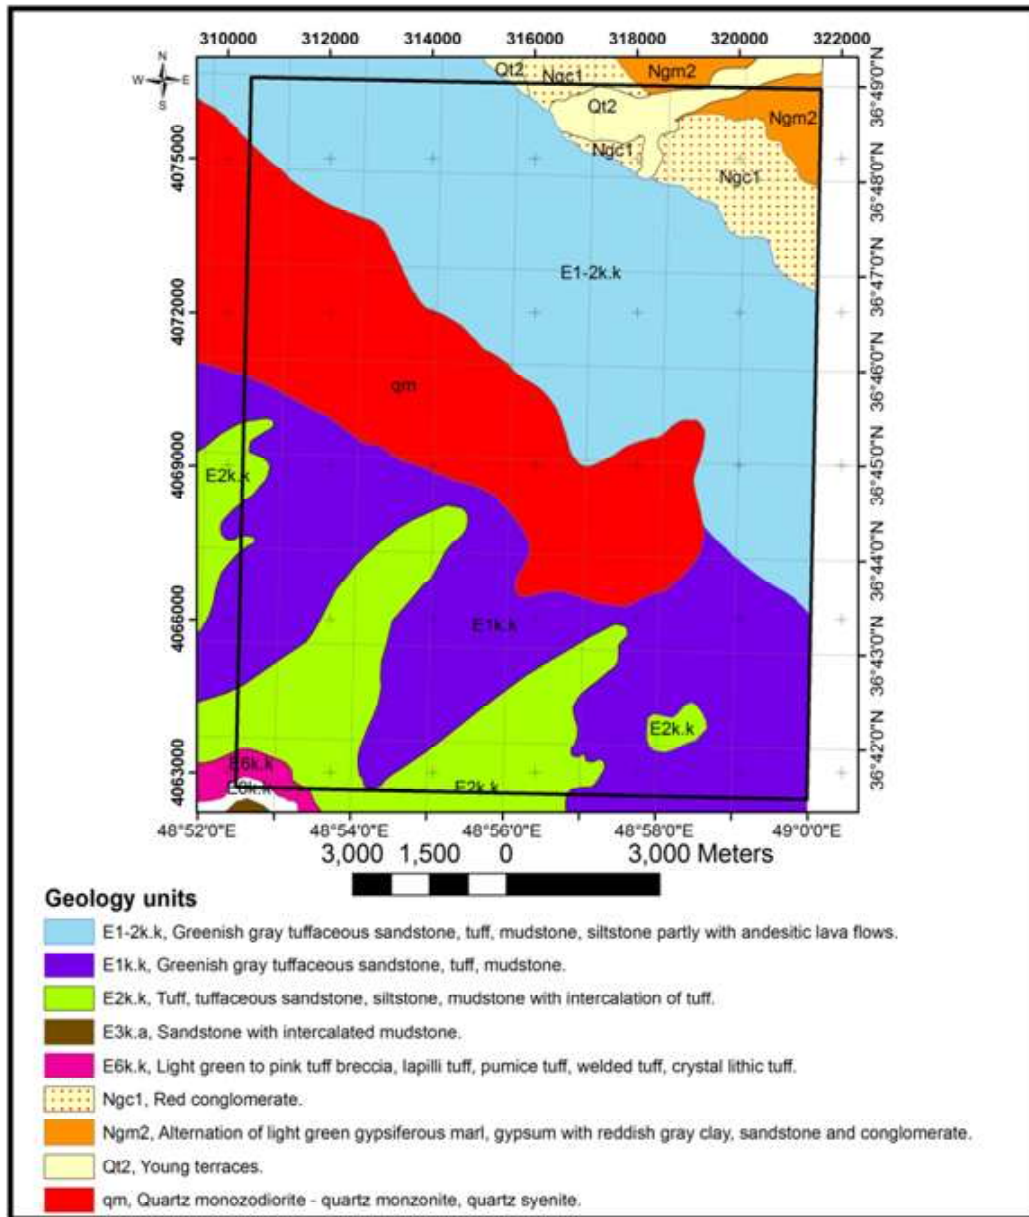 310000 312000 314000 316000 318000 320000 322000
N
W E
S
Qt2
Ngc1
Ngm2
Qt2
Ngm2
Ngc1
Ngc1
E1-2k.k
qm
E2k.k
E1k.k
E2k.k
E6k.k
E2k.k
4075000
4072000
4069000
4066000
4063000
36°49'0"N
36°48'0"N
36°47'0"N
36°46'0"N
36°45'0"N
36°44'0"N
36°43'0"N
36°42'0"N
48°52'0"E 48°54'0"E 48°56'0"E 48°58'0"E 49°0'0"E
3,000 1,500 0 3,000 Meters
Geology units
E1-2k.k, Greenish gray tuffaceous sandstone, tuff, mudstone, siltstone partly with andesitic lava flows.
E1k.k, Greenish gray tuffaceous sandstone, tuff, mudstone.
E2k.k, Tuff, tuffaceous sandstone, siltstone, mudstone with intercalation of tuff.
E3k.a, Sandstone with intercalated mudstone.
E6k.k, Light green to pink tuff breccia, lapilli tuff, pumice tuff, welded tuff, crystal lithic tuff.
Ngc1, Red conglomerate.
Ngm2, Alternation of light green gypsiferous marl, gypsum with reddish gray clay, sandstone and conglomerate.
Qt2, Young terraces.
qm, Quartz monozodiorite - quartz monzonite, quartz syenite.